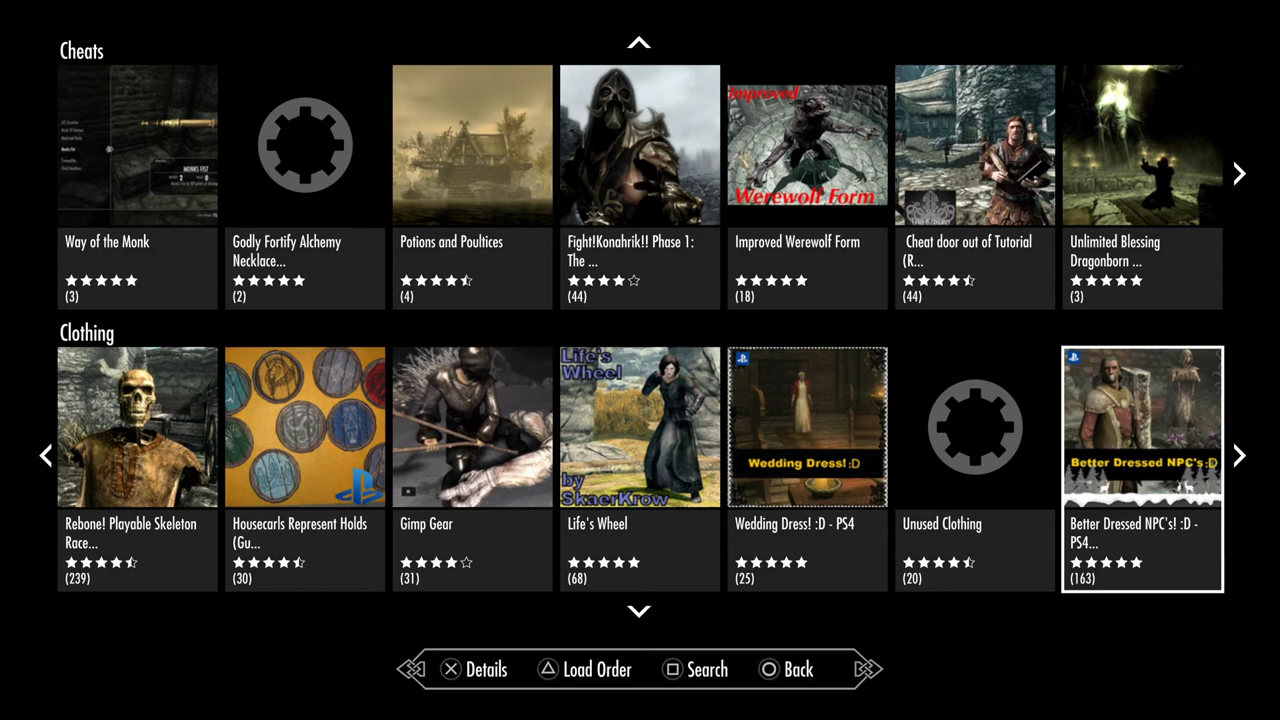 Cheats
MONKS FIST
Improved
Werewolf Form
Way of the Monk
Godly Fortify Alchemy
Necklace...
Potions and Poultices
Fight!Konahrik!! Phase 1:
The ...
Improved Werewolf Form
Cheat door out of Tutorial
(R...
Unlimited Blessing
Dragonborn ...
(3)
(2)
(4)
(44)
(18)
(44)
(3)
Clothing
Life's
Wheel
by
SkaerKrow
Wedding Dress! :D
Better Dressed NPC's :D
Rebone! Playable Skeleton
Race...
Housecarls Represent Holds
(Gu...
Gimp Gear
Life's Wheel
Wedding Dress! :D - PS4
Unused Clothing
Better Dressed NPC's! :D -
PS4...
(239)
(30)
(31)
(68)
(25)
(20)
(163)
Details
Load Order
Search
Back